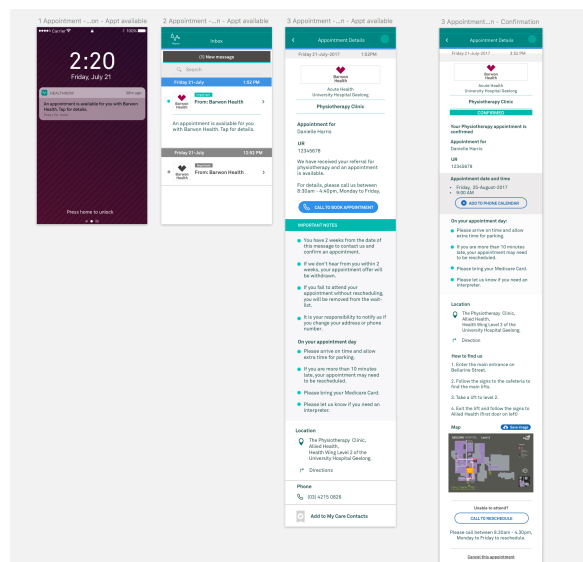 1 Appointment -...on - Appt available
Carrier
100%
2:20
Friday, July 21
HEALTHNEXX
An appointment is available for you with Barwon
Health. Tap for details.
Press home to unlock
2 Appointment -...n - Appt available
Inbox
New message
Search
Friday 21-July 1:52 PM
From: Barwon Health
Barwon
Health
An appointment is available for you
with Barwon Health. Tap for details.
Friday 21-July 12:52 PM
From: Barwon Health
Barwon
Health
3 Appointment -...n - Appt available
Appointment Details
Friday 21-July-2017 1:02PM
Barwon
Health
Acute Health
University Hospital Geelong
Physiotherapy Clinic
Appointment for
Danielle Harris
UR
12345678
We have received your referral for
physiotherapy and an appointment
is available.
For details, please call us between
8:30am - 4:40pm, Monday to Friday.
CALL TO BOOK APPOINTMENT
IMPORTANT NOTES
You have 2 weeks from the date of
this message to contact us and
confirm an appointment.
If we don't hear from you within 2
weeks, your appointment offer will
be withdrawn.
If you fail to attend your
appointment without rescheduling,
you will be removed from the wait-
list.
It is your responsibility to notify us if
you change your address or phone
number.
On your appointment day
Please arrive on time and allow
extra time for parking.
If you are more than 10 minutes
late, your appointment may need
to be rescheduled.
Please bring your Medicare Card.
Please let us know if you need an
interpreter.
Location
The Physiotherapy Clinic,
Allied Health,
Health Wing Level 2 of the
University Hospital Geelong.
Directions
Phone
(03) 4215 0826
Add to My Care Contacts
3 Appointment...n - Confirmation
Appointment Details
Friday 21-July-2017 3:52 PM
Barwon
Health
Acute Health
University Hospital Geelong
Physiotherapy Clinic
CONFIRMED
Your Physiotherapy appointment is
confirmed
Appointment for
Danielle Harris
UR
12345678
Appointment date and time
Friday, 25-August-2017
9:00 AM
ADD TO PHONE CALENDAR
On your appointment day:
Please arrive on time and allow
extra time for parking.
If you are more than 10 minutes
late, your appointment may need
to be rescheduled.
Please bring your Medicare Card.
Please let us know if you need an
interpreter.
Location
The Physiotherapy Clinic,
Allied Health,
Health Wing Level 2 of the
University Hospital Geelong.
Direction
How to find us
1. Enter the main entrance on
Bellarine Street.
2. Follow the signs to the cafeteria to
find the main lifts.
3. Take a lift to level 2.
4. Exit the lift and follow the signs to
Allied Health (first door on left)
Map
Save image
Unable to attend?
CALL TO RESCHEDULE
Please call between 8.30am - 4.30pm,
Monday to Friday to reschedule.
Cancel this appointment